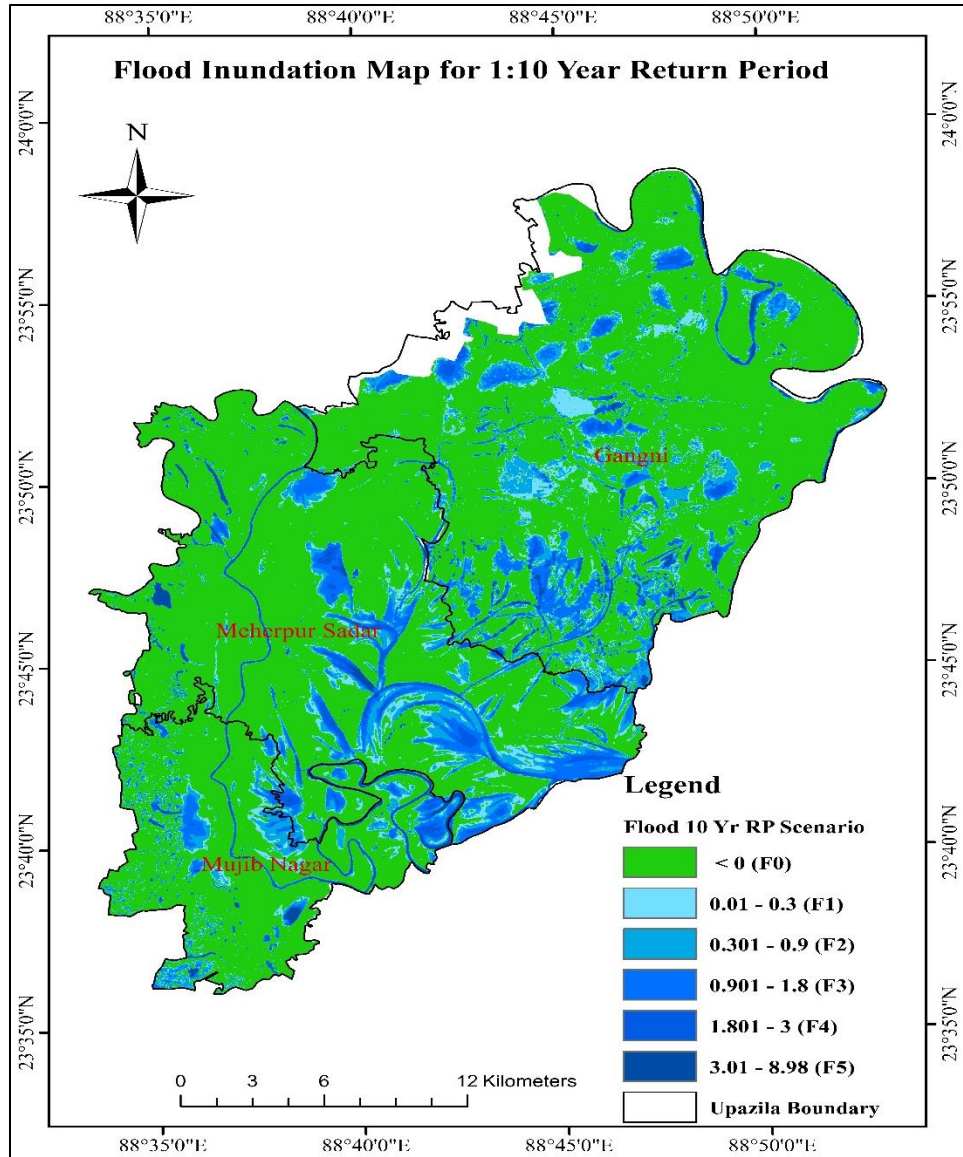 88°35'0"E 88°40'0"E 88°45'0"E 88°50'0"E
Flood Inundation Map for 1:10 Year Return Period
24°0'0"N 24°0'0"N
N
23°55'0"N 23°55'0"N
23°50'0"N 23°50'0"N
Gangni
Meherpur Sadar
23°45'0"N 23°45'0"N
Legend
Flood 10 Yr RP Scenario
23°40'0"N 23°40'0"N
Mujib Nagar
< 0 (F0)
0.01 - 0.3 (F1)
0.301 - 0.9 (F2)
0.901 - 1.8 (F3)
1.801 - 3 (F4)
3.01 - 8.98 (F5)
Upazila Boundary
23°35'0"N 23°35'0"N
0 3 6 12 Kilometers
88°35'0"E 88°40'0"E 88°45'0"E 88°50'0"E